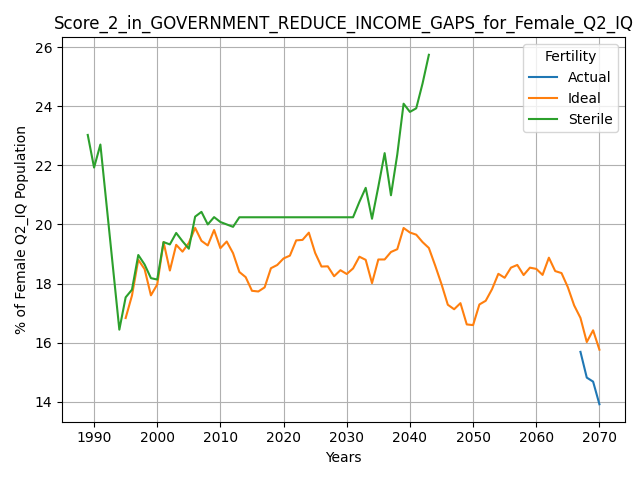 Score_2_in_GOVERNMENT_REDUCE_INCOME_GAPS_for_Female_Q2_IQ
Fertility
Actual
Ideal
Sterile
% of Female Q2_IQ Population
26
24
22
20
18
16
14
1990 2000 2010 2020 2030 2040 2050 2060 2070
Years